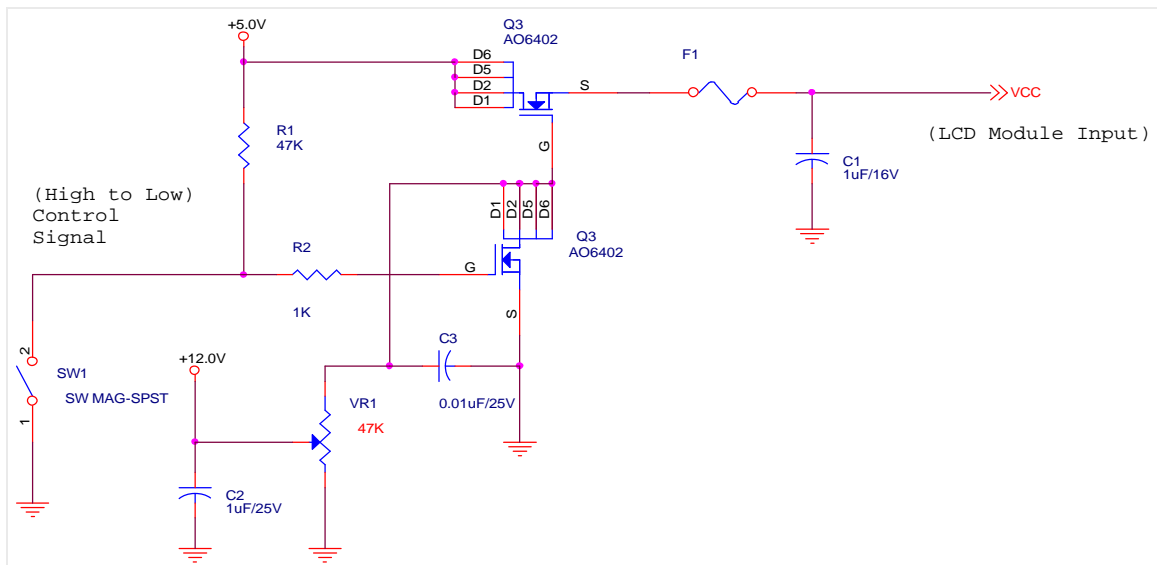 +5.0V
Q3
AO6402
D6
D5
D2
D1
S
F1
VCC
(LCD Module Input)
R1
47K
G
C1
1uF/16V
(High to Low)
Control
Signal
D1
D2
D5
D6
Q3
AO6402
R2
G
1K
S
C3
+12.0V
2
SW1
SW MAG-SPST
1
0.01uF/25V
VR1
47K
C2
1uF/25V